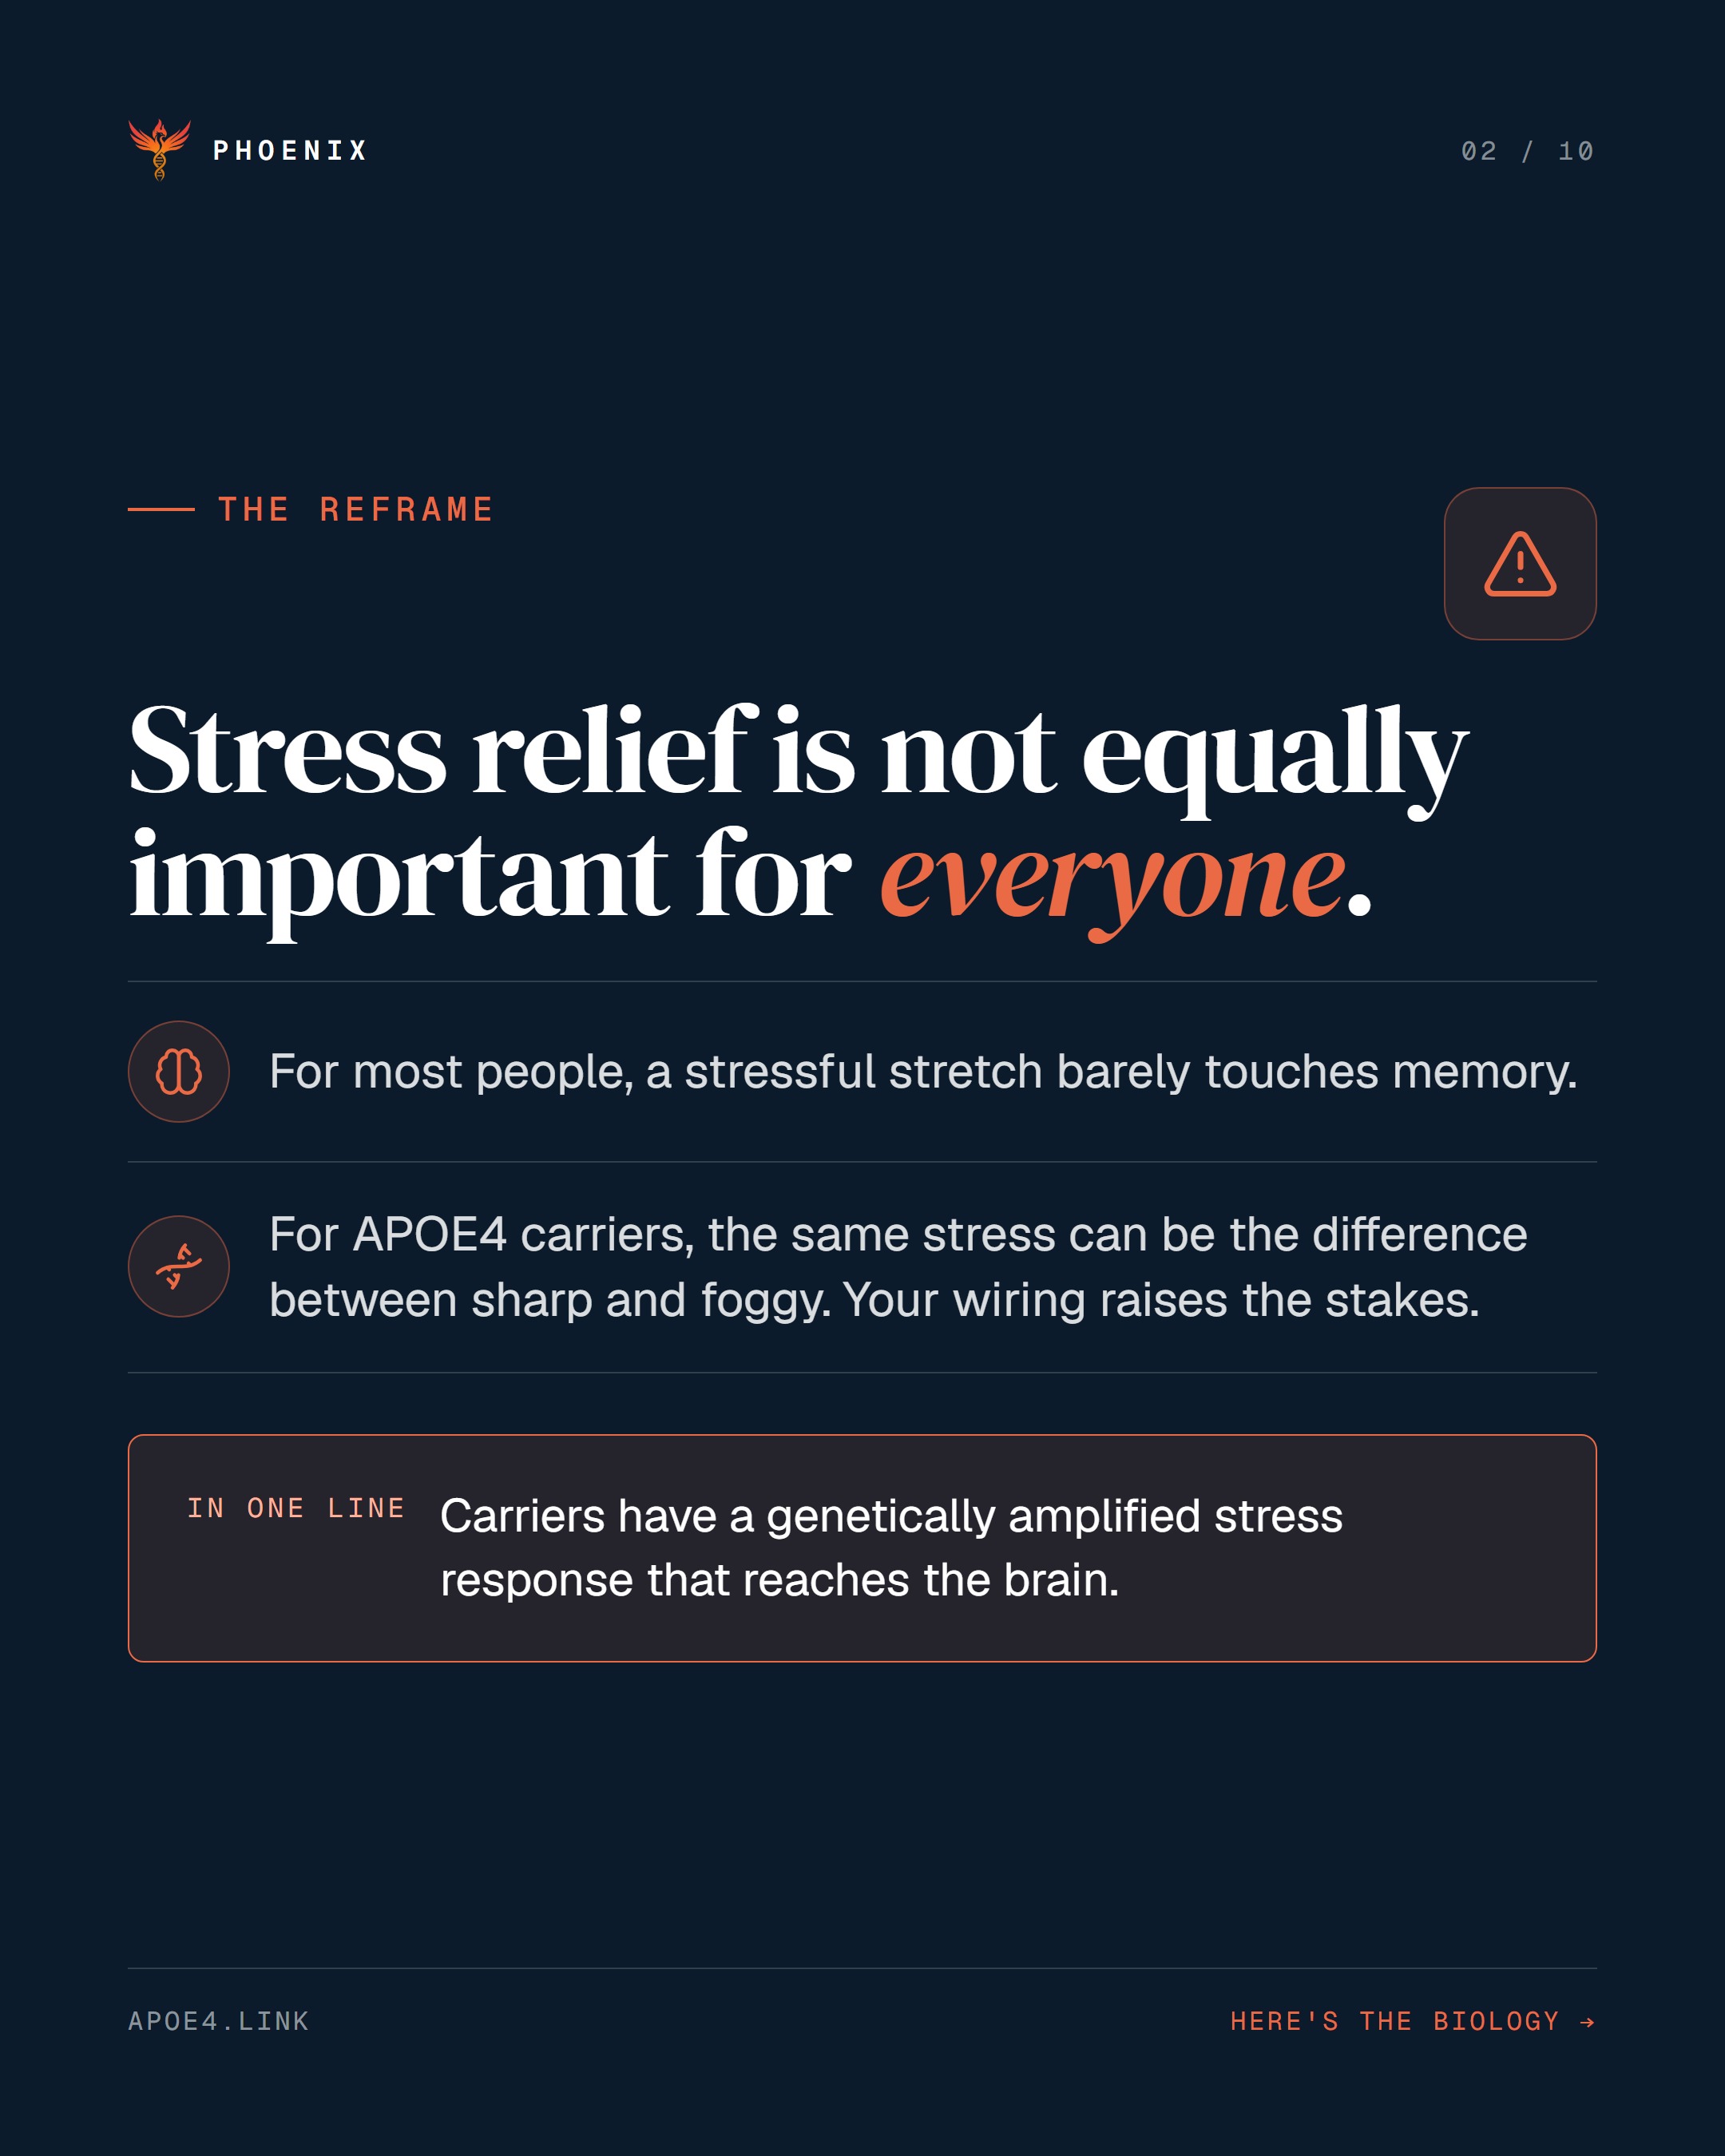 PHOENIX
02 / 10
THE REFRAME
Stress relief is not equally
important for everyone.
For most people, a stressful stretch barely touches memory.
For APOE4 carriers, the same stress can be the difference
between sharp and foggy. Your wiring raises the stakes.
IN ONE LINE
Carriers have a genetically amplified stress
response that reaches the brain.
APOE4.LINK
HERE'S THE BIOLOGY →